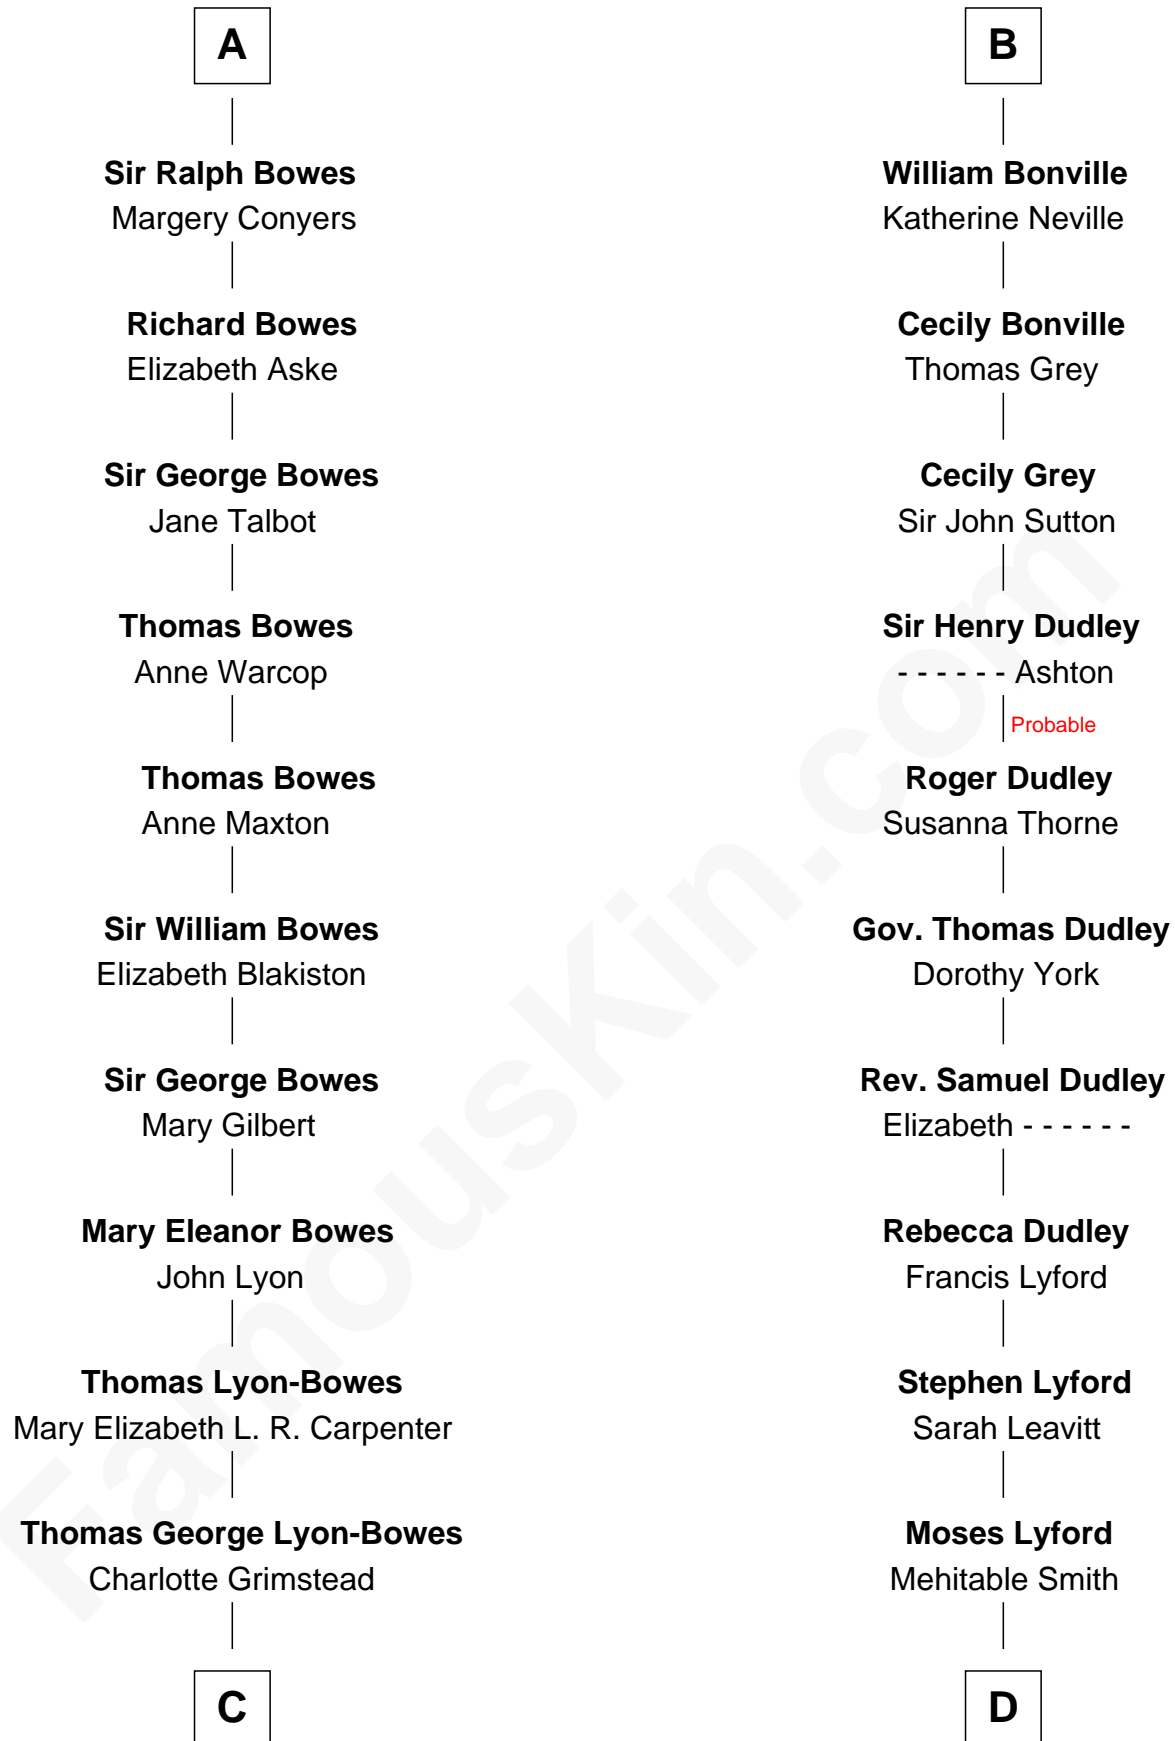 A
Sir Ralph Bowes
Margery Conyers
Richard Bowes
Elizabeth Aske
Sir George Bowes
Jane Talbot
Thomas Bowes
Anne Warcop
Thomas Bowes
Anne Maxton
Sir William Bowes
Elizabeth Blakiston
Sir George Bowes
Mary Gilbert
Mary Eleanor Bowes
John Lyon
Thomas Lyon-Bowes
Mary Elizabeth L. R. Carpenter
Thomas George Lyon-Bowes
Charlotte Grimstead
C
B
William Bonville
Katherine Neville
Cecily Bonville
Thomas Grey
Cecily Grey
Sir John Sutton
Sir Henry Dudley
- - - - - - Ashton
Probable
Roger Dudley
Susanna Thorne
Gov. Thomas Dudley
Dorothy York
Rev. Samuel Dudley
Elizabeth - - - - - -
Rebecca Dudley
Francis Lyford
Stephen Lyford
Sarah Leavitt
Moses Lyford
Mehitable Smith
D
FamousKin.com